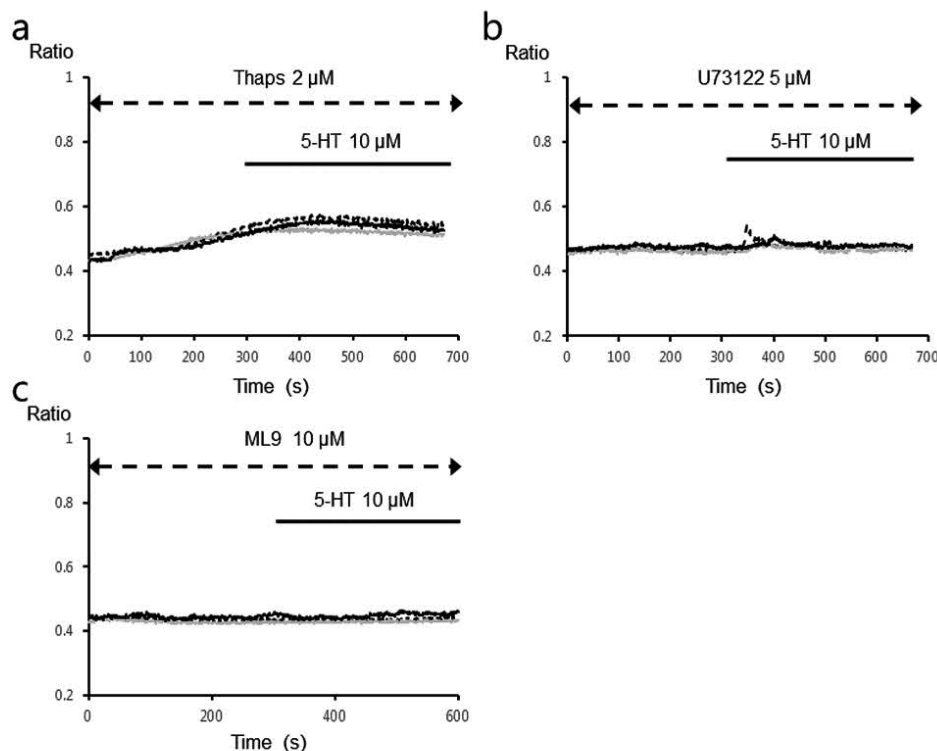 a
Ratio
Thaps 2 µM
5-HT 10 µM
1
0.8
0.6
0.4
0.2
0 100 200 300 400 500 600 700
Time (s)
b
Ratio
U73122 5 µM
5-HT 10 µM
1
0.8
0.6
0.4
0.2
0 100 200 300 400 500 600 700
Time (s)
c
Ratio
ML9 10 µM
5-HT 10 µM
1
0.8
0.6
0.4
0.2
0 200 400 600
Time (s)